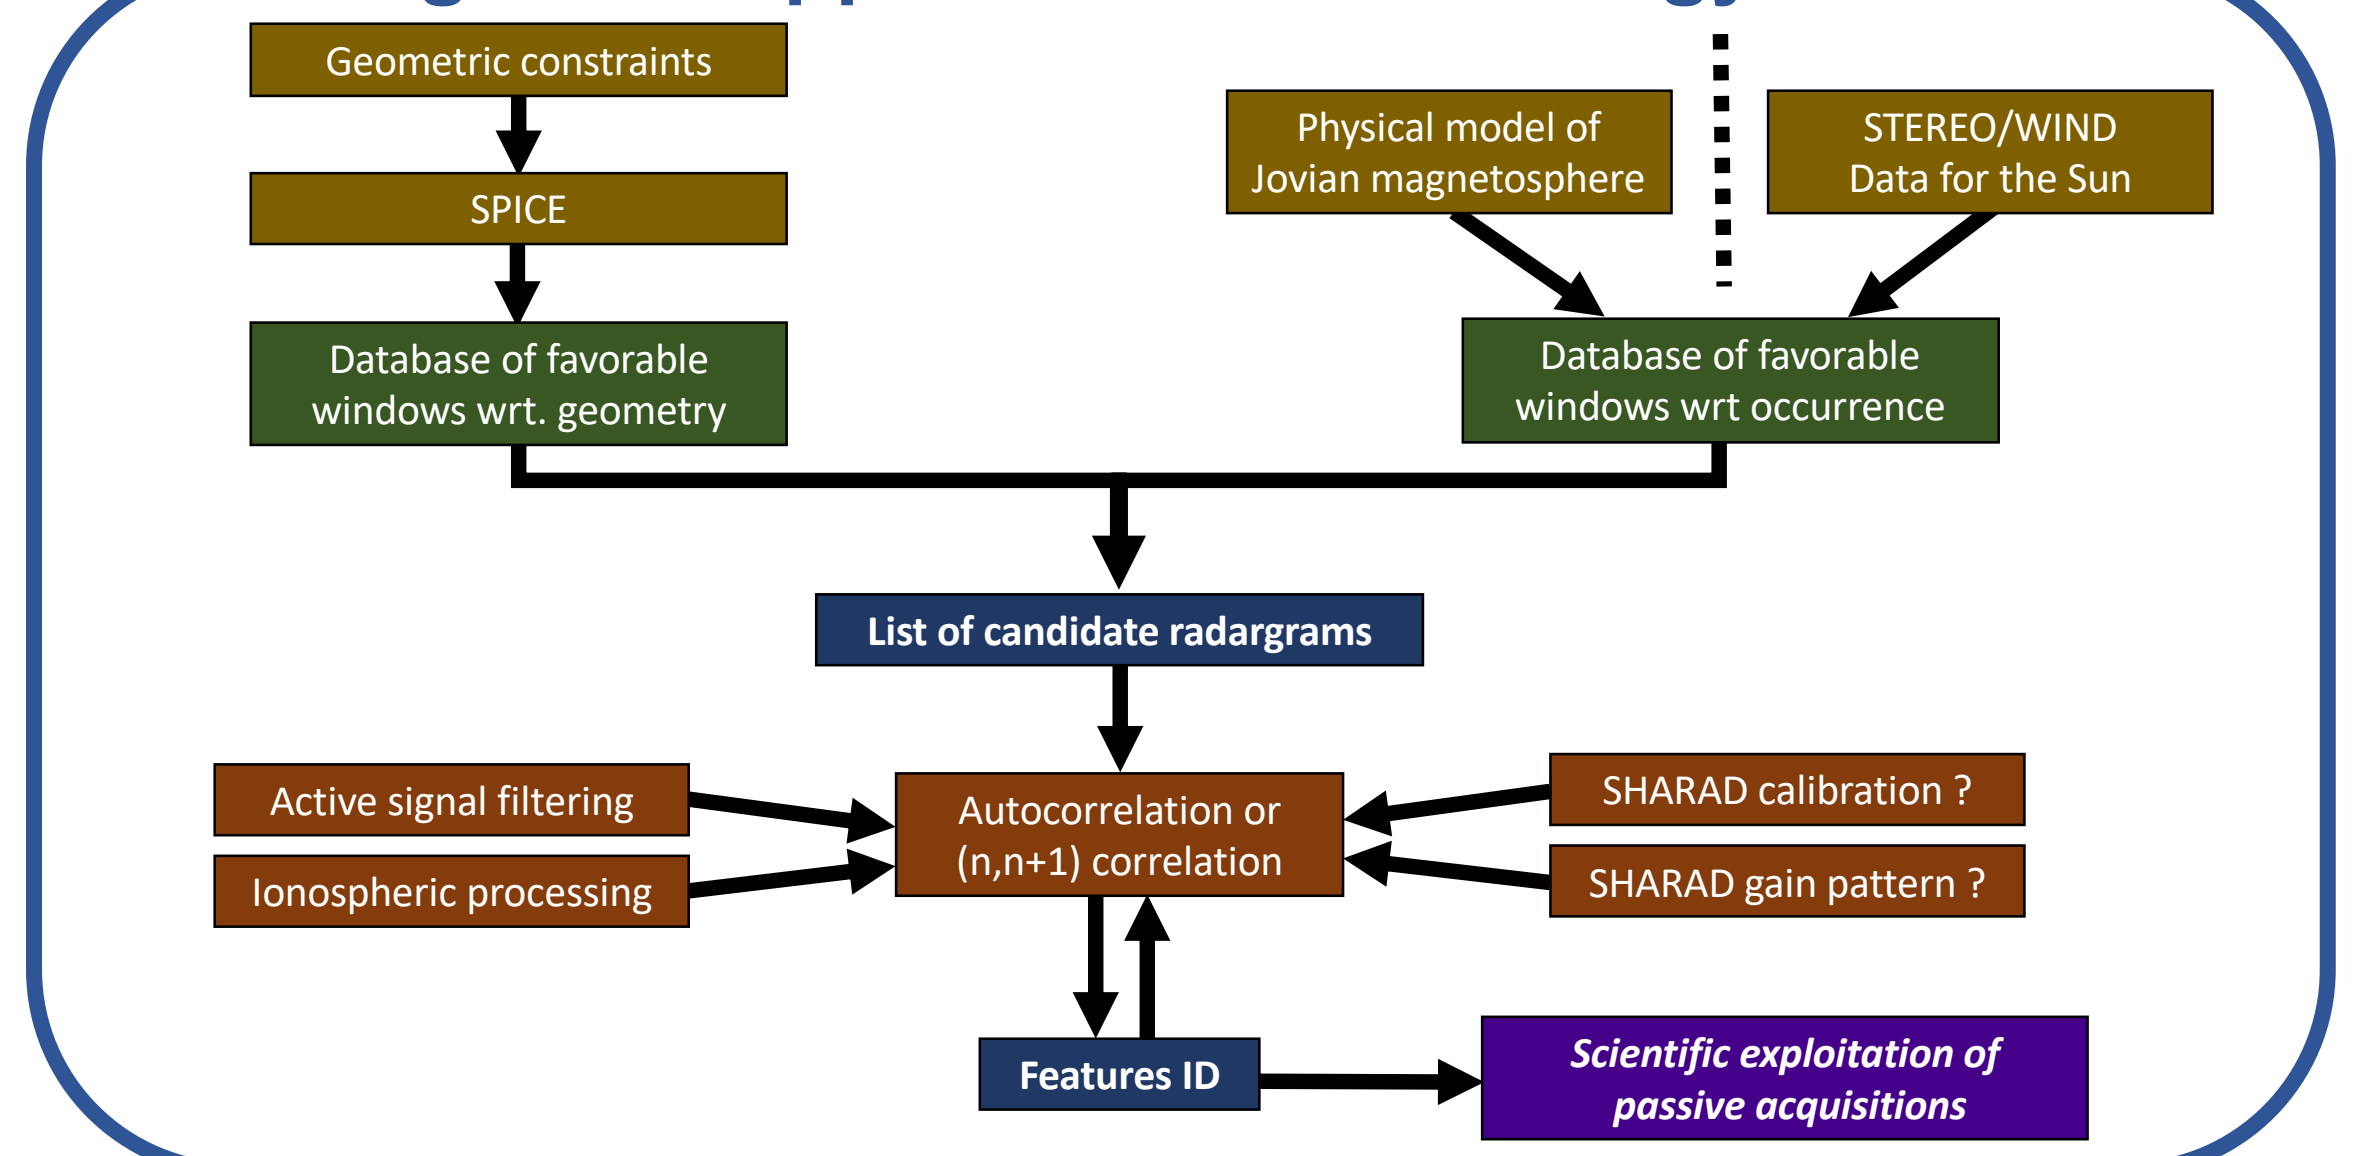 Geometric constraints
SPICE
Database of favorable
windows wrt. geometry
Physical model of
Jovian magnetosphere
STEREO/WIND
Data for the Sun
Database of favorable
windows wrt occurrence
List of candidate radargrams
Active signal filtering
Ionospheric processing
Autocorrelation or
(n,n+1) correlation
SHARAD calibration ?
SHARAD gain pattern ?
Features ID
Scientific exploitation of
passive acquisitions